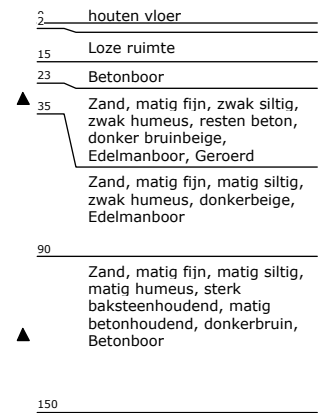 houten vloer
2
15
Loze ruimte
23
Betonboor
35
Zand, matig fijn, zwak siltig,
zwak humeus, resten beton,
donker bruinbeige,
Edelmanboor, Geroerd
Zand, matig fijn, matig siltig,
zwak humeus, donkerbeige,
Edelmanboor
90
Zand, matig fijn, matig siltig,
matig humeus, sterk
baksteenhoudend, matig
betonhoudend, donkerbruin,
Betonboor
150